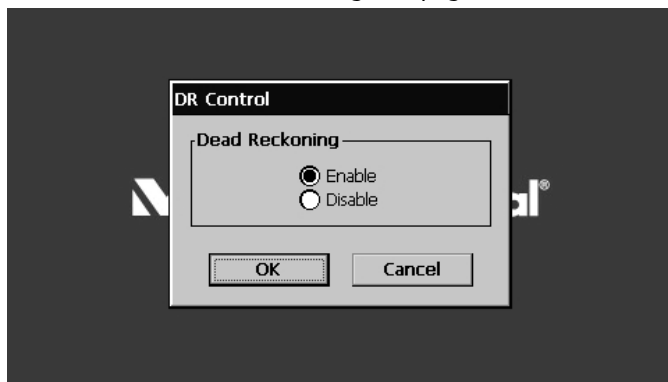 DR Control
Dead Reckoning
Enable
Disable
OK
Cancel